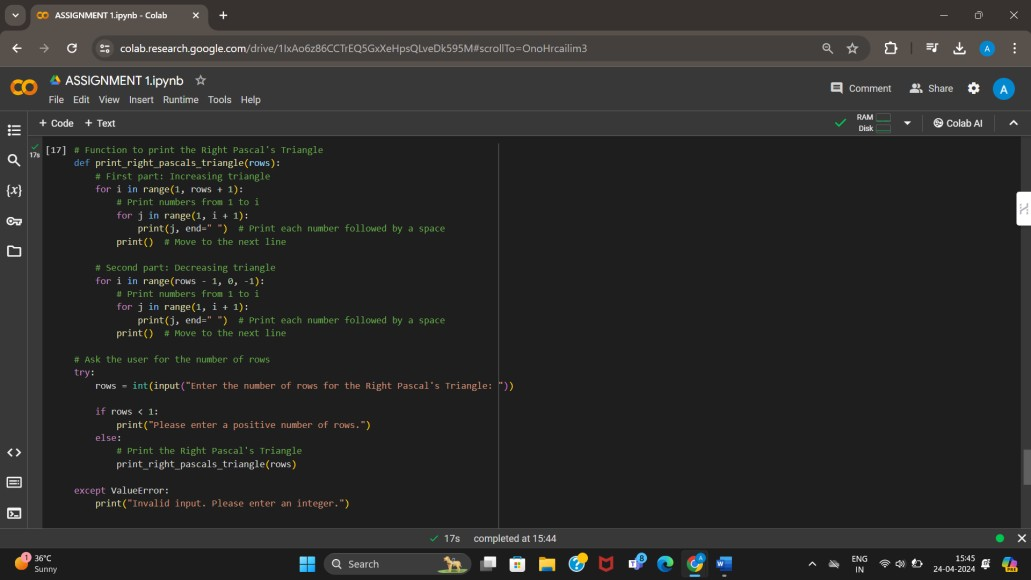 ASSIGNMENT 1.ipynb - Colab
colab.research.google.com/drive/1IxAo6z86CCTrEQ5GxXeHpsQLveDk595M#scrollTo=OnoHrcailim3
A
CO ASSIGNMENT 1.ipynb
File Edit View Insert Runtime Tools Help
Comment Share A
+ Code + Text
RAM
Disk
Colab AI
17s
[17] # Function to print the Right Pascal's Triangle
def print_right_pascals_triangle(rows):
# First part: Increasing triangle
for i in range(1, rows + 1):
# Print numbers from 1 to i
for j in range(1, i + 1):
print(j, end=" ") # Print each number followed by a space
print() # Move to the next line
# Second part: Decreasing triangle
for i in range(rows - 1, 0, -1):
# Print numbers from 1 to i
for j in range(1, i + 1):
print(j, end=" ") # Print each number followed by a space
print() # Move to the next line
# Ask the user for the number of rows
try:
rows = int(input("Enter the number of rows for the Right Pascal's Triangle: "))
if rows < 1:
print("Please enter a positive number of rows.")
else:
# Print the Right Pascal's Triangle
print_right_pascals_triangle(rows)
except ValueError:
print("Invalid input. Please enter an integer.")
17s completed at 15:44
36°C
Sunny
Search
ENG
IN
15:45
24-04-2024